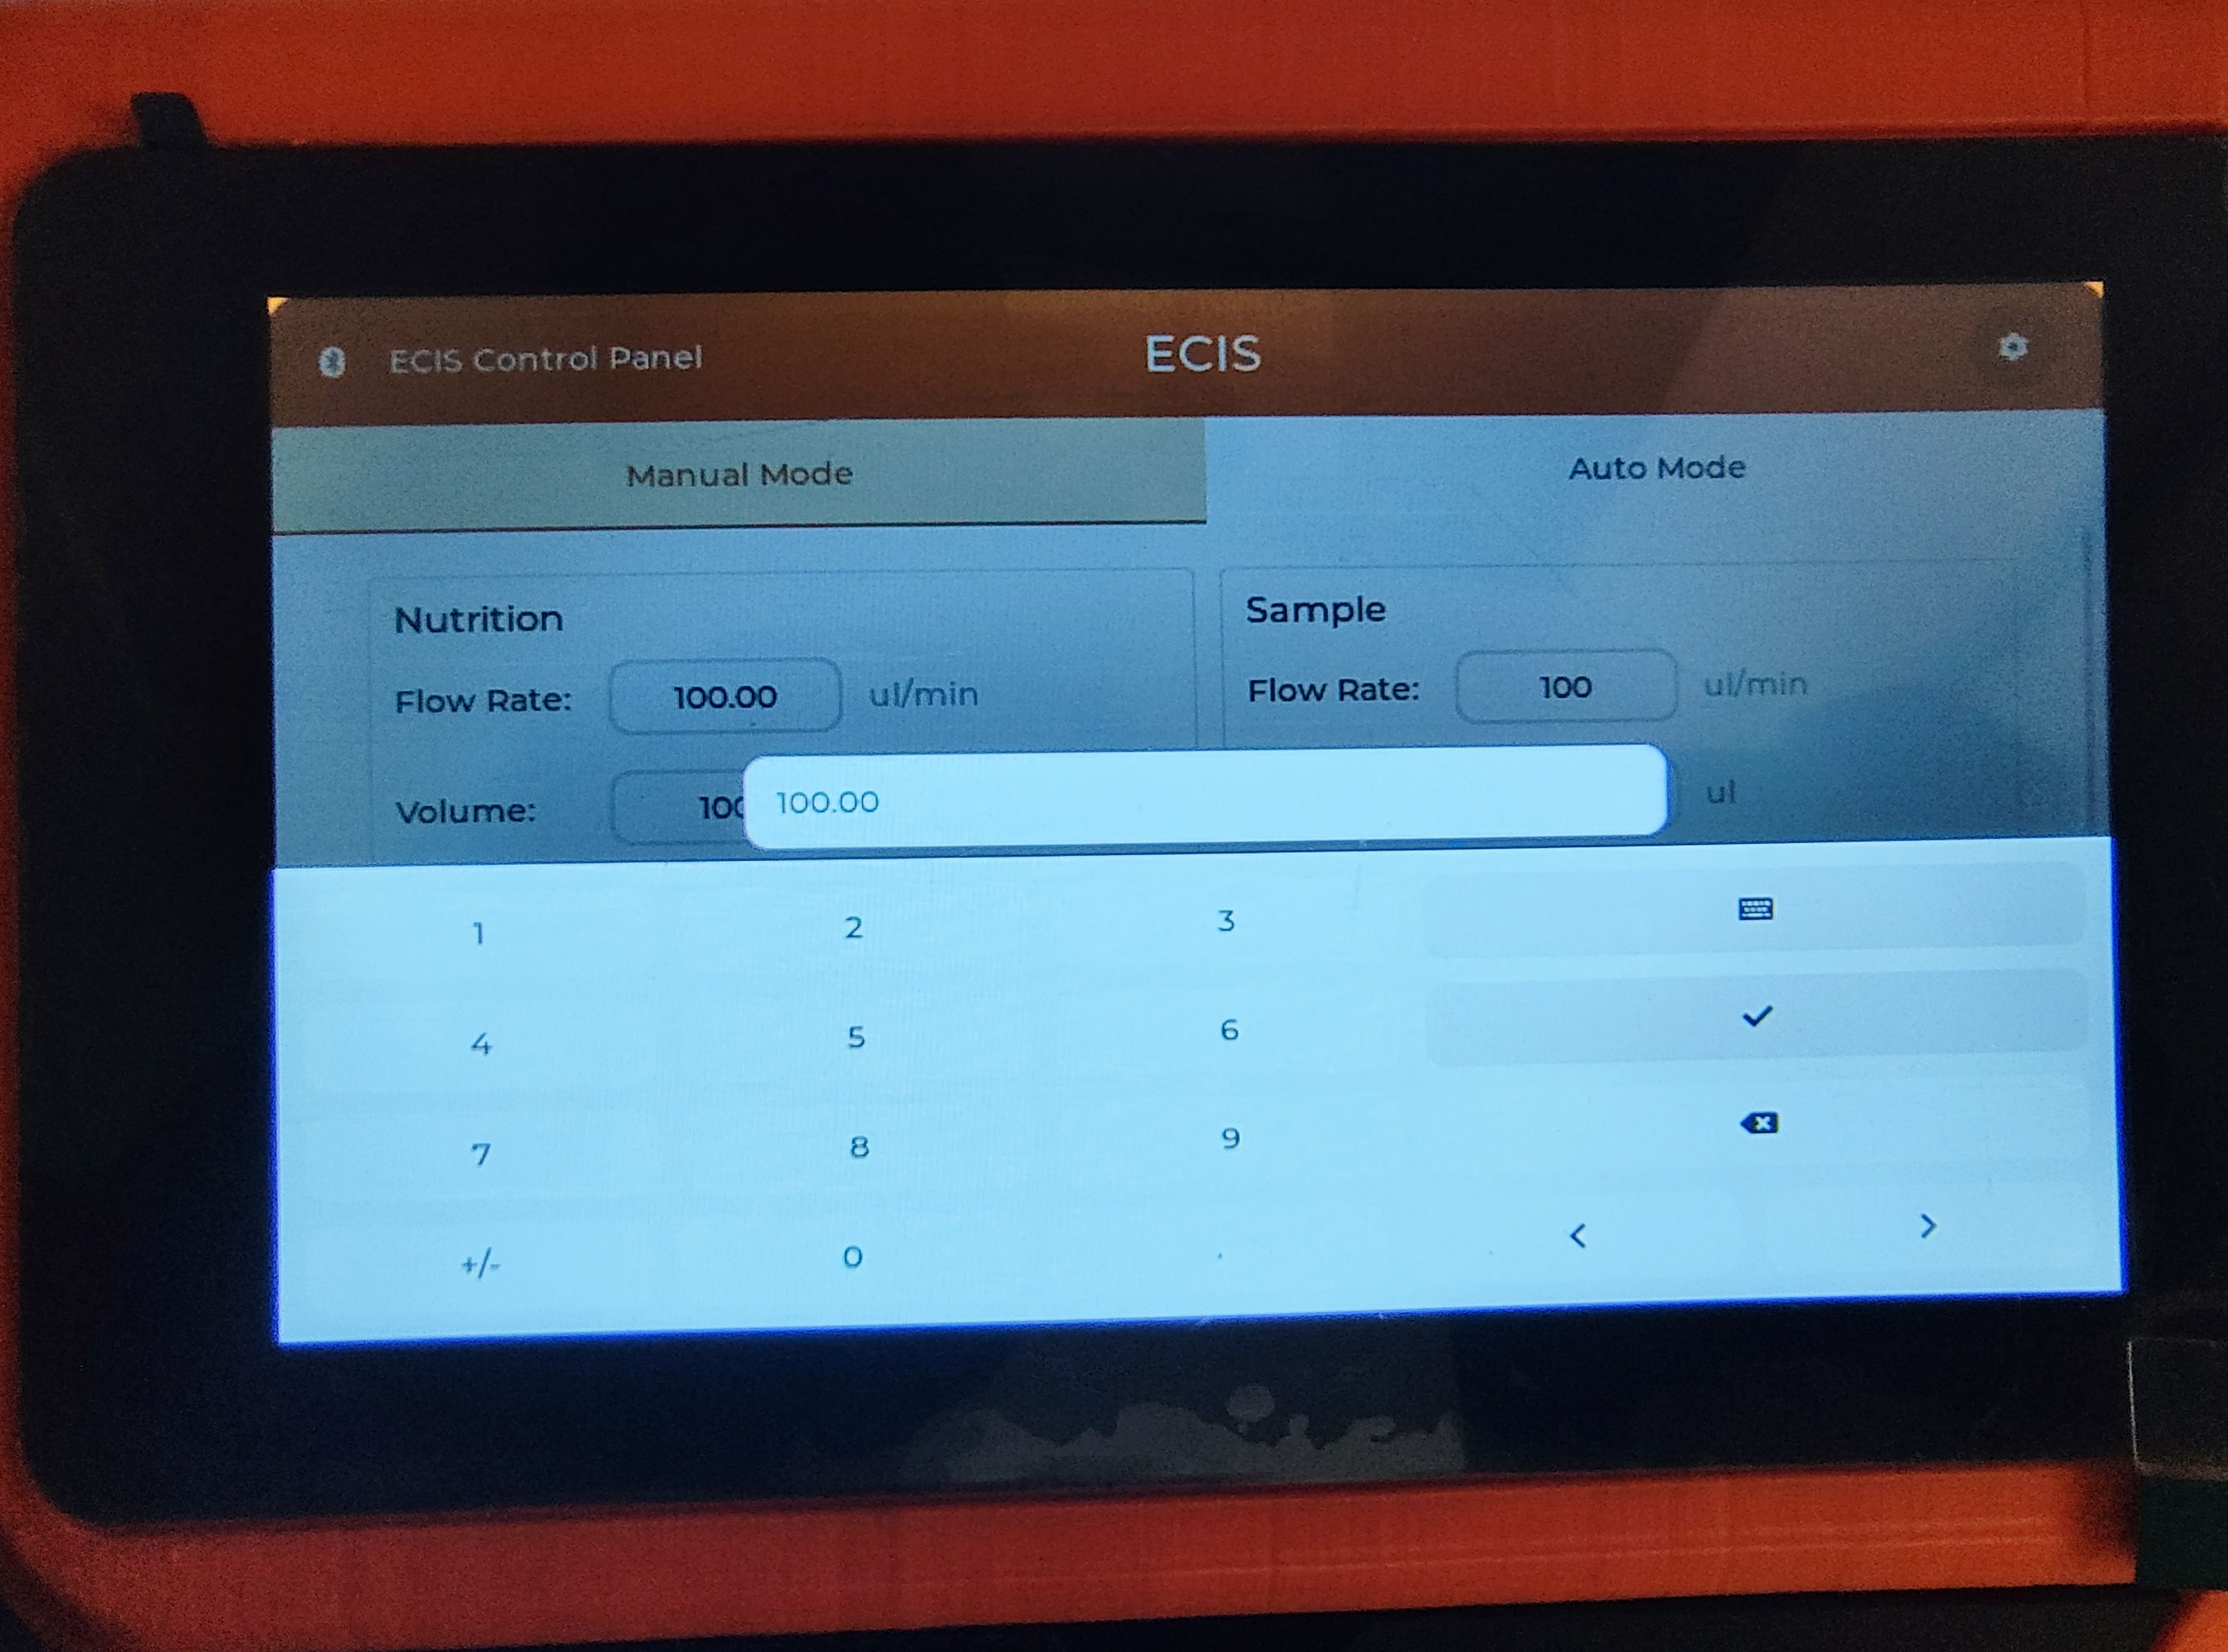 ECIS Control Panel
ECIS
Manual Mode
Auto Mode
Nutrition
Flow Rate: 100.00 ul/min
Volume: 100
Sample
Flow Rate: 100 ul/min
ul
100.00
1 2 3
4 5 6
7 8 9
+/- 0 . < >